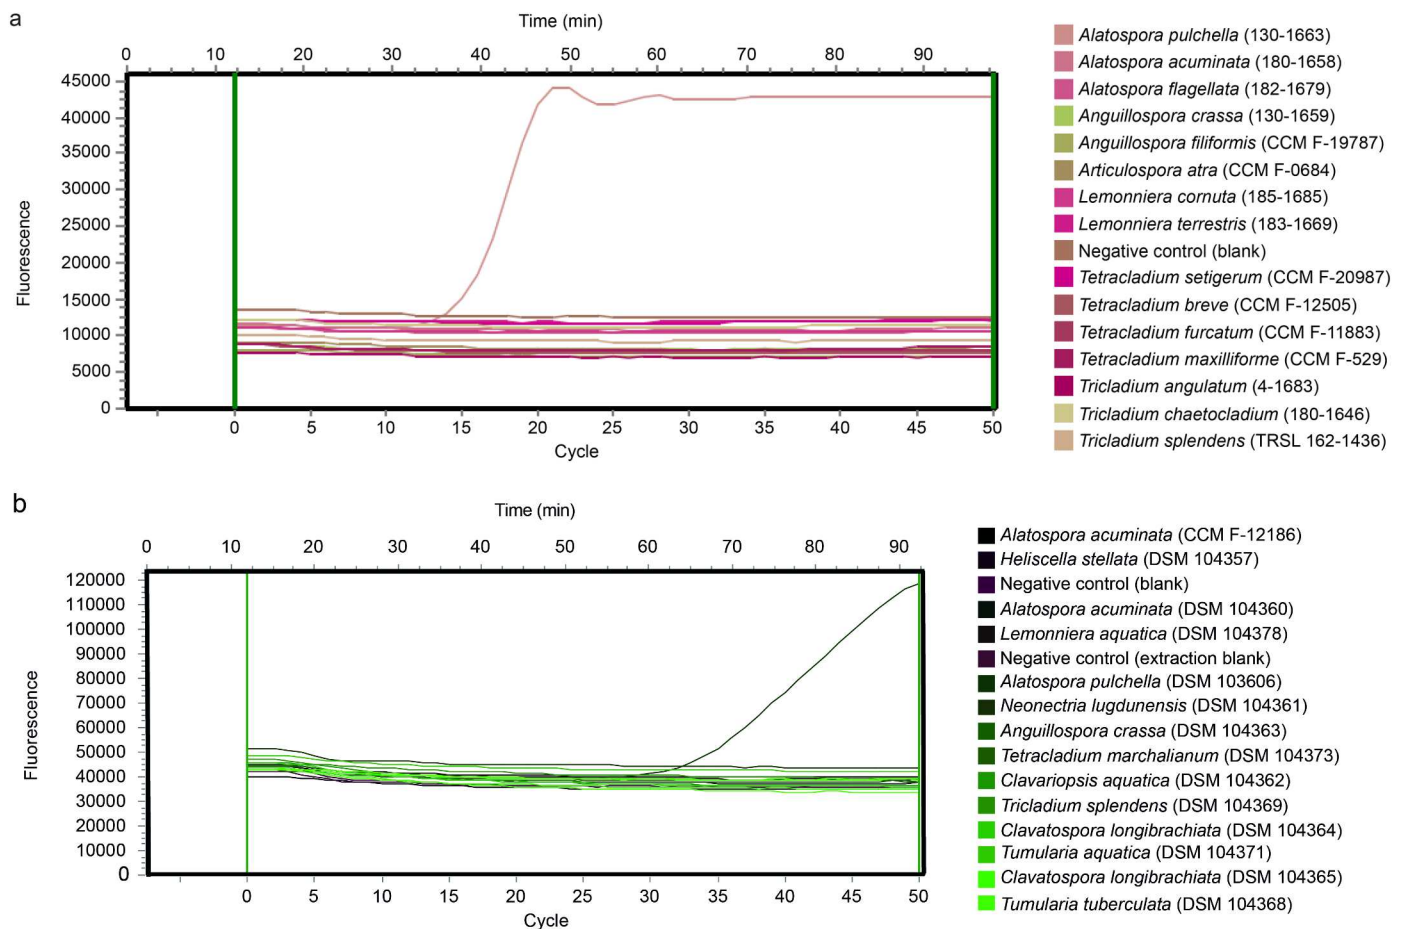 a
Time (min)
0 10 20 30 40 50 60 70 80 90
45000
40000
35000
30000
25000
20000
15000
10000
5000
0
Fluorescence
0 5 10 15 20 25 30 35 40 45 50
Cycle
Alatospora pulchella (130-1663)
Alatospora acuminata (180-1658)
Alatospora flagellata (182-1679)
Anguillospora crassa (130-1659)
Anguillospora filiformis (CCM F-19787)
Articulospora atra (CCM F-0684)
Lemonniera cornuta (185-1685)
Lemonniera terrestris (183-1669)
Negative control (blank)
Tetracladium setigerum (CCM F-20987)
Tetracladium breve (CCM F-12505)
Tetracladium furcatum (CCM F-11883)
Tetracladium maxilliforme (CCM F-529)
Tricladium angulatum (4-1683)
Tricladium chaetocladium (180-1646)
Tricladium splendens (TRSL 162-1436)
b
Time (min)
0 10 20 30 40 50 60 70 80 90
120000
110000
100000
90000
80000
70000
60000
50000
40000
30000
20000
10000
0
Fluorescence
0 5 10 15 20 25 30 35 40 45 50
Cycle
Alatospora acuminata (CCM F-12186)
Heliscella stellata (DSM 104357)
Negative control (blank)
Alatospora acuminata (DSM 104360)
Lemonniera aquatica (DSM 104378)
Negative control (extraction blank)
Alatospora pulchella (DSM 103606)
Neonectria lugdunensis (DSM 104361)
Anguillospora crassa (DSM 104363)
Tetracladium marchalianum (DSM 104373)
Clavariopsis aquatica (DSM 104362)
Tricladium splendens (DSM 104369)
Clavatospora longibrachiata (DSM 104364)
Tumularia aquatica (DSM 104371)
Clavatospora longibrachiata (DSM 104365)
Tumularia tuberculata (DSM 104368)